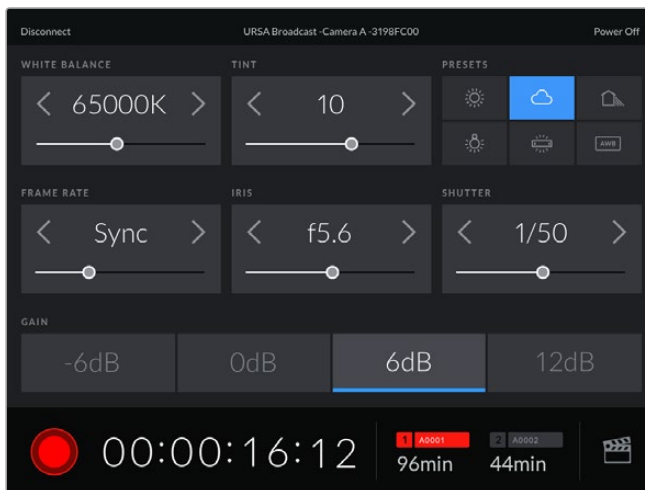 Disconnect
URSA Broadcast -Camera A -3198FC00
Power Off
WHITE BALANCE
TINT
PRESETS
65000K
10
AWB
FRAME RATE
IRIS
SHUTTER
Sync
f5.6
1/50
GAIN
-6dB
0dB
6dB
12dB
00:00:16:12
1 A0001
96min
2 A0002
44min